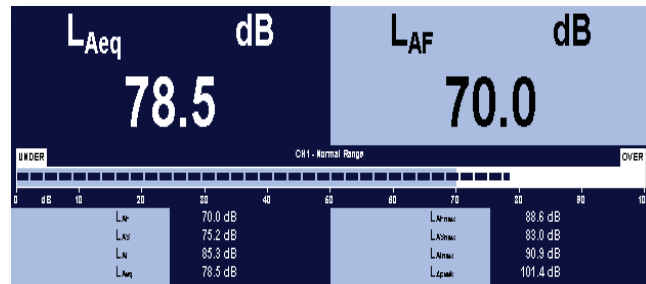 LAeq dB LAF dB
78.5 70.0
UNDER CH1 - Normal Range OVER
0 dB 10 20 30 40 50 60 70 80 90 10
LAF 70.0 dB LAFmax 88.6 dB
LAS 75.2 dB LASmax 83.0 dB
LAI 85.3 dB LAImax 90.9 dB
LAeq 78.5 dB 101.4 dB